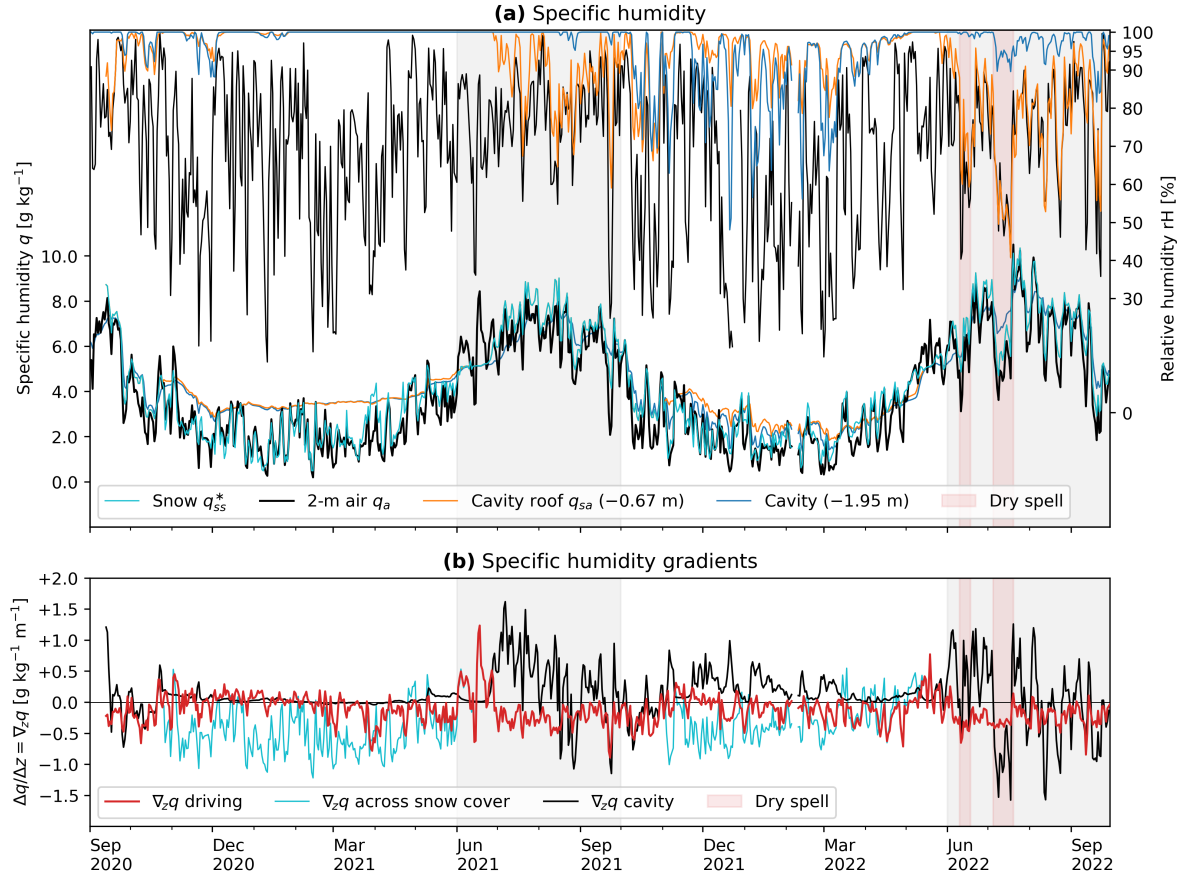 (a) Specific humidity
Specific humidity q [g kg⁻¹]
10.0
8.0
6.0
4.0
2.0
0.0
100
95
90
80
70
60
50
40
30
0
Relative humidity rH [%]
Snow q*ss
2-m air qa
Cavity roof qsa (−0.67 m)
Cavity (−1.95 m)
Dry spell
(b) Specific humidity gradients
Δq/Δz = ∇zq [g kg⁻¹ m⁻¹]
+2.0
+1.5
+1.0
+0.5
0.0
−0.5
−1.0
−1.5
∇zq driving
∇zq across snow cover
∇zq cavity
Dry spell
Sep 2020
Dec 2020
Mar 2021
Jun 2021
Sep 2021
Dec 2021
Mar 2022
Jun 2022
Sep 2022